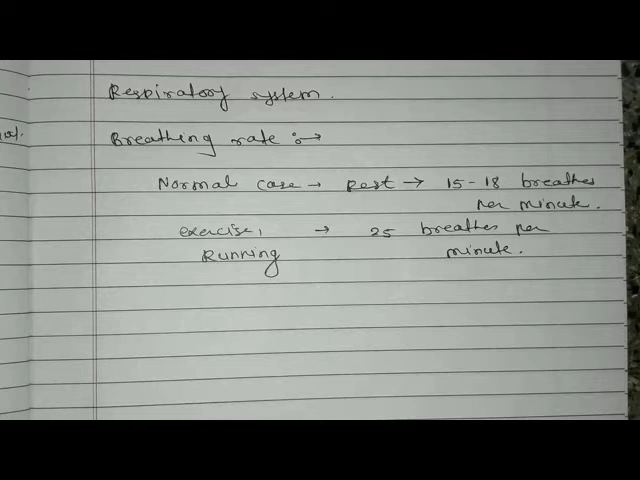 Respiratory system.
Breathing rate :→
Normal case → Rest → 15-18 breathes
per minute.
exercise, → 25 breathes per
Running minute.